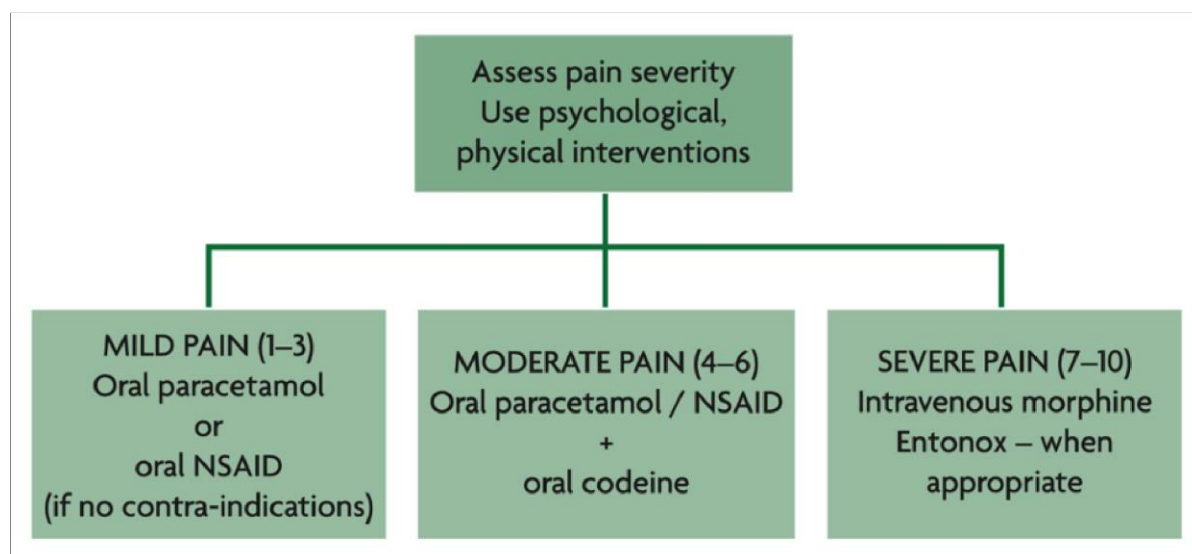 Assess pain severity
Use psychological,
physical interventions
MILD PAIN (1–3)
Oral paracetamol
or
oral NSAID
(if no contra-indications)
MODERATE PAIN (4–6)
Oral paracetamol / NSAID
+
oral codeine
SEVERE PAIN (7–10)
Intravenous morphine
Entonox – when
appropriate